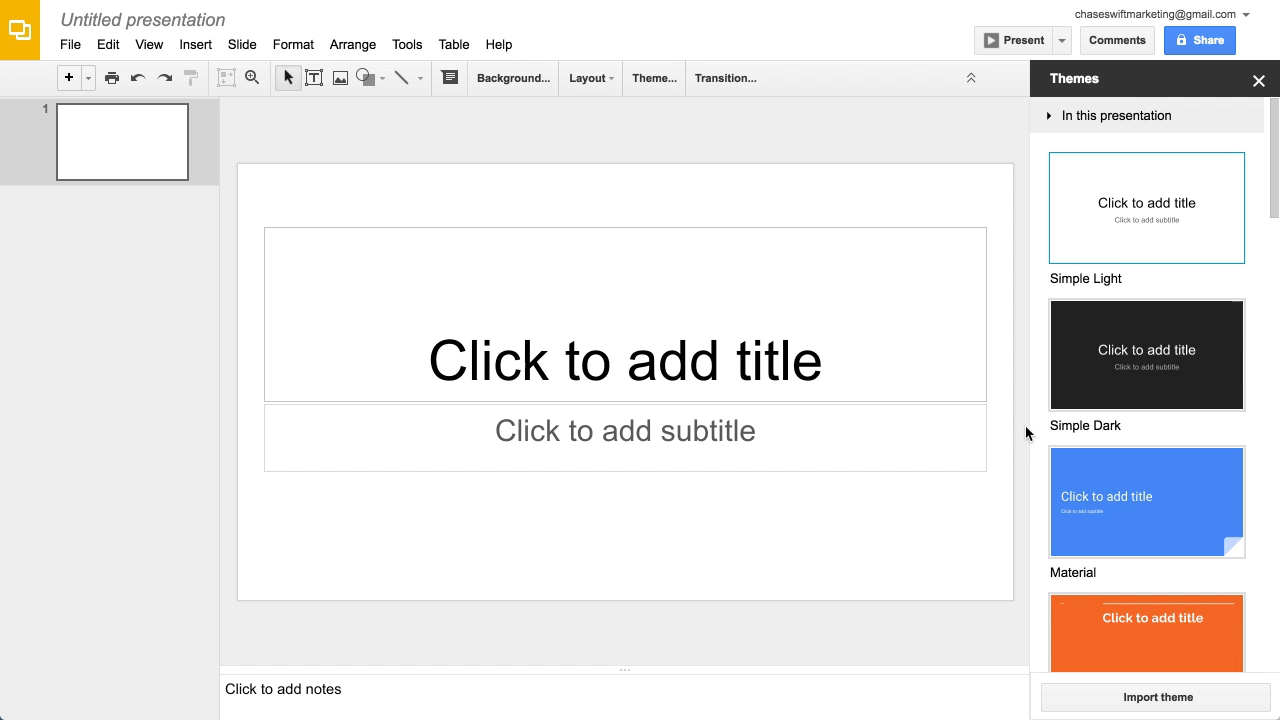 Untitled presentation
chaseswiftmarketing@gmail.com
File Edit View Insert Slide Format Arrange Tools Table Help
Present Comments Share
Background... Layout Theme... Transition...
Themes
In this presentation
1
Click to add title
Click to add subtitle
Click to add notes
Click to add title
Click to add subtitle
Simple Light
Click to add title
Click to add subtitle
Simple Dark
Click to add title
Click to add subtitle
Material
Click to add title
Import theme